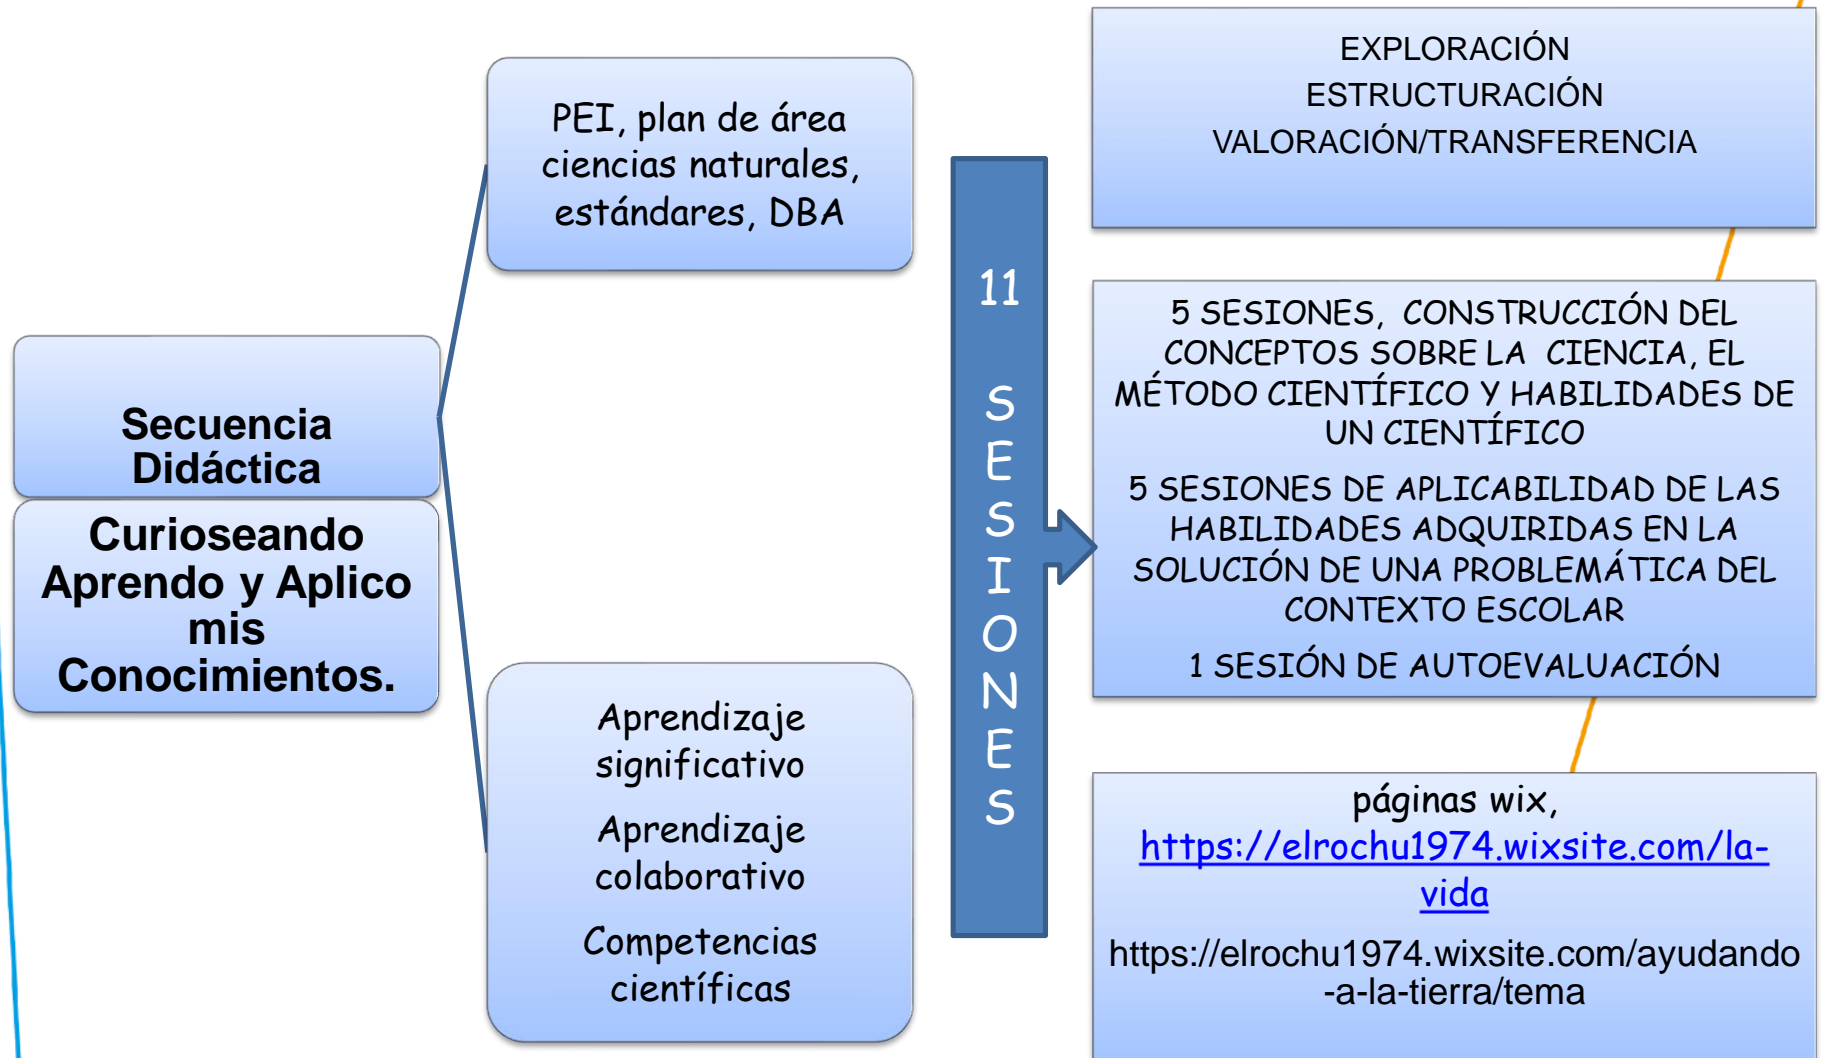 Secuencia
Didáctica
Curioseando
Aprendo y Aplico
mis
Conocimientos.
PEI, plan de área
ciencias naturales,
estándares, DBA
Aprendizaje
significativo
Aprendizaje
colaborativo
Competencias
científicas
11
S
E
S
I
O
N
E
S
EXPLORACIÓN
ESTRUCTURACIÓN
VALORACIÓN/TRANSFERENCIA
5 SESIONES, CONSTRUCCIÓN DEL
CONCEPTOS SOBRE LA CIENCIA, EL
MÉTODO CIENTÍFICO Y HABILIDADES DE
UN CIENTÍFICO
5 SESIONES DE APLICABILIDAD DE LAS
HABILIDADES ADQUIRIDAS EN LA
SOLUCIÓN DE UNA PROBLEMÁTICA DEL
CONTEXTO ESCOLAR
1 SESIÓN DE AUTOEVALUACIÓN
páginas wix,
https://elrochu1974.wixsite.com/la-
vida
https://elrochu1974.wixsite.com/ayudando
-a-la-tierra/tema